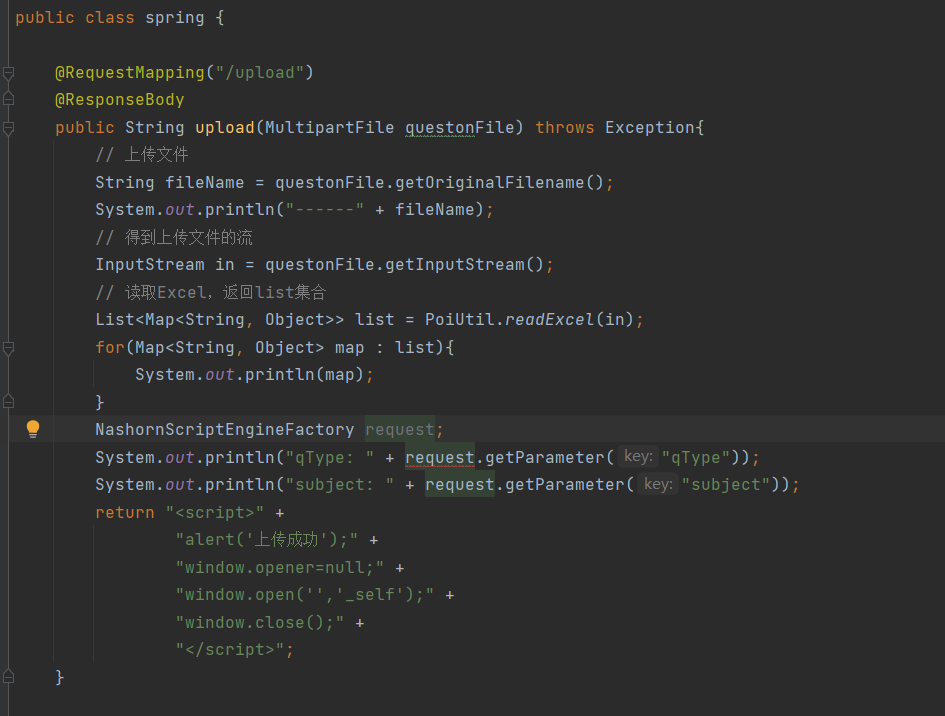 public class spring {
@RequestMapping("/upload")
@ResponseBody
public String upload(MultipartFile questonFile) throws Exception{
// 上传文件
String fileName = questonFile.getOriginalFilename();
System.out.println("------" + fileName);
// 得到上传文件的流
InputStream in = questonFile.getInputStream();
// 读取Excel，返回list集合
List<Map<String, Object>> list = PoiUtil.readExcel(in);
for(Map<String, Object> map : list){
System.out.println(map);
}
NashornScriptEngineFactory request;
System.out.println("qType: " + request.getParameter( key: "qType"));
System.out.println("subject: " + request.getParameter( key: "subject"));
return "<script>" +
"alert('上传成功');" +
"window.opener=null;" +
"window.open('','_self');" +
"window.close();" +
"</script>";
}